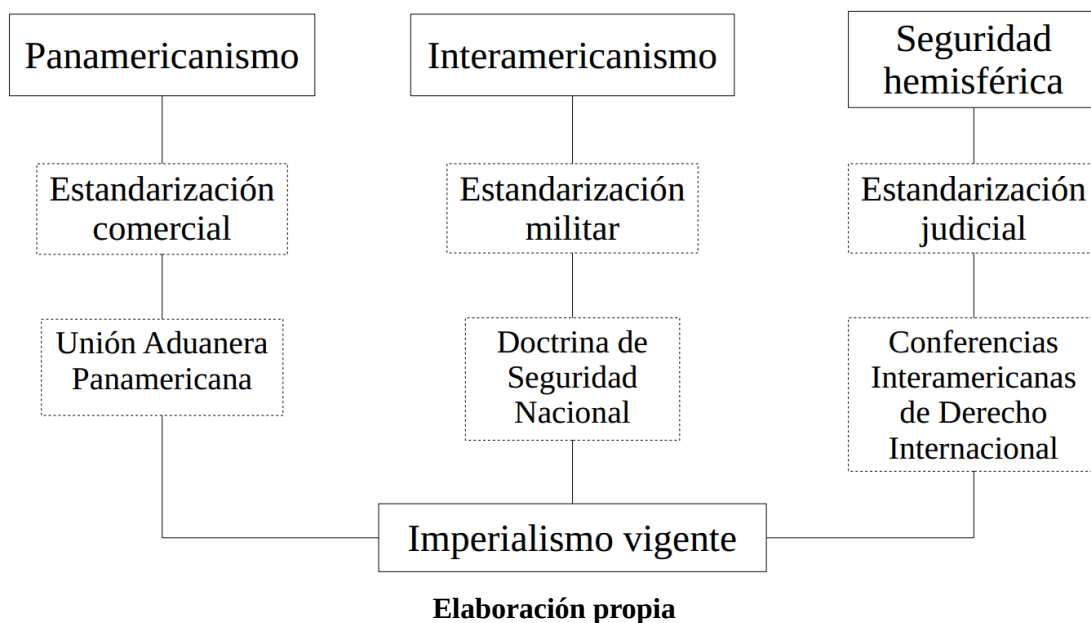 Panamericanismo
Interamericanismo
Seguridad
hemisférica
Estandarización
comercial
Estandarización
militar
Estandarización
judicial
Unión Aduanera
Panamericana
Doctrina de
Seguridad
Nacional
Conferencias
Interamericanas
de Derecho
Internacional
Imperialismo vigente
Elaboración propia